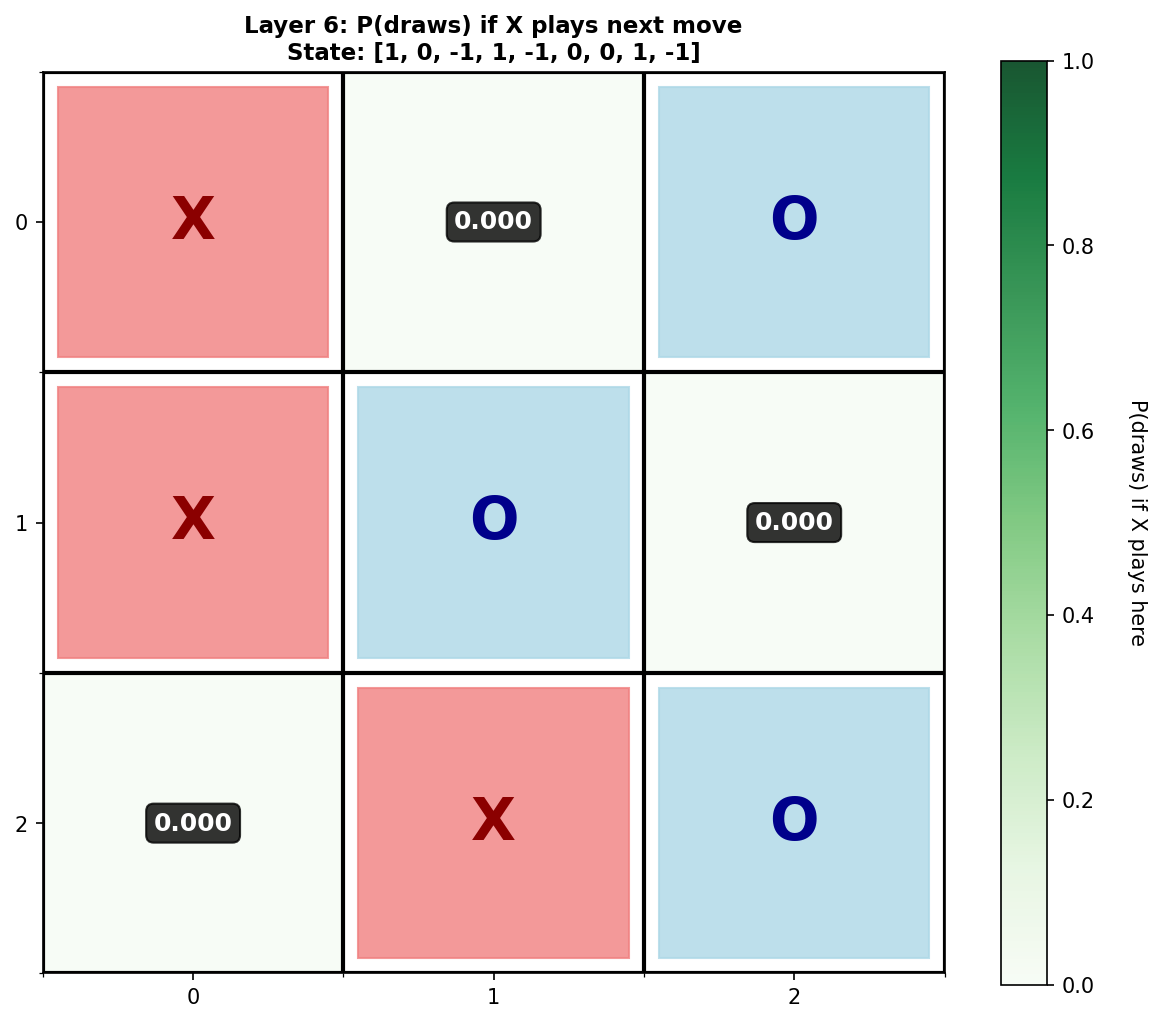 Layer 6: P(draws) if X plays next move
State: [1, 0, -1, 1, -1, 0, 0, 1, -1]
0
X
0.000
O
1
X
O
0.000
2
0.000
X
O
0
1
2
1.0
0.8
0.6
0.4
0.2
0.0
P(draws) if X plays here